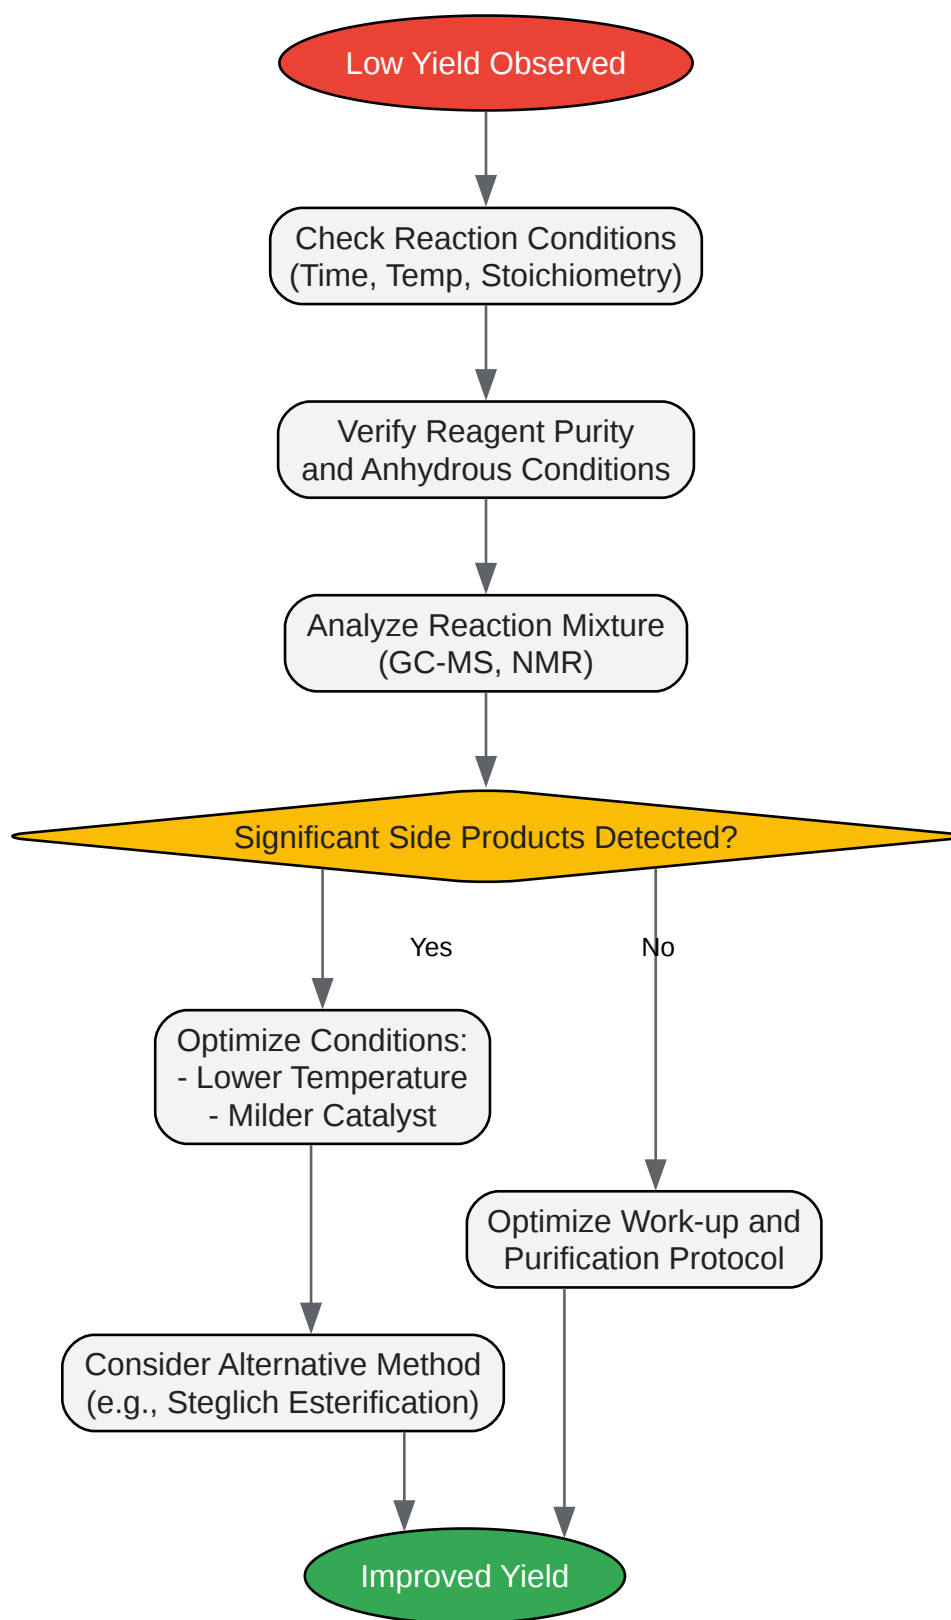 Low Yield Observed
Check Reaction Conditions
(Time, Temp, Stoichiometry)
Verify Reagent Purity
and Anhydrous Conditions
Analyze Reaction Mixture
(GC-MS, NMR)
Significant Side Products Detected?
Yes
No
Optimize Conditions:
- Lower Temperature
- Milder Catalyst
Optimize Work-up and
Purification Protocol
Consider Alternative Method
(e.g., Steglich Esterification)
Improved Yield